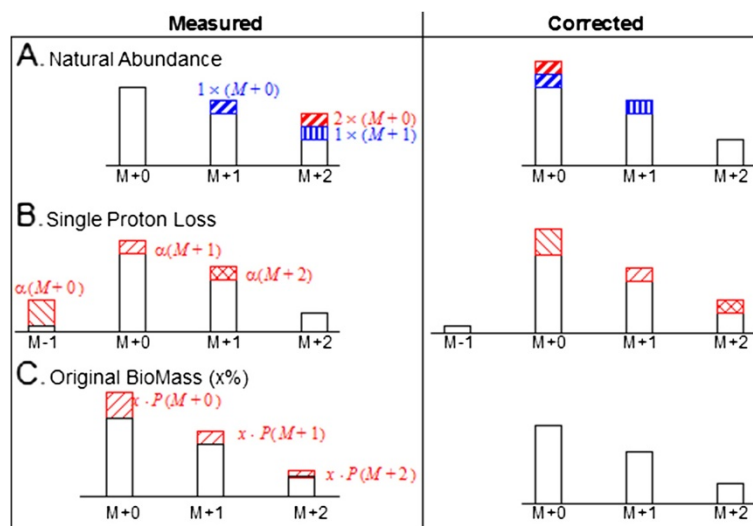 Measured Corrected
A. Natural Abundance
1 × (M+0)
2 × (M+0)
1 × (M+1)
M+0 M+1 M+2 M+0 M+1 M+2
B. Single Proton Loss
α(M+1)
α(M+2)
α(M+0)
M-1 M+0 M+1 M+2 M-1 M+0 M+1 M+2
C. Original BioMass (x%)
x · P(M+0)
x · P(M+1)
x · P(M+2)
M+0 M+1 M+2 M+0 M+1 M+2